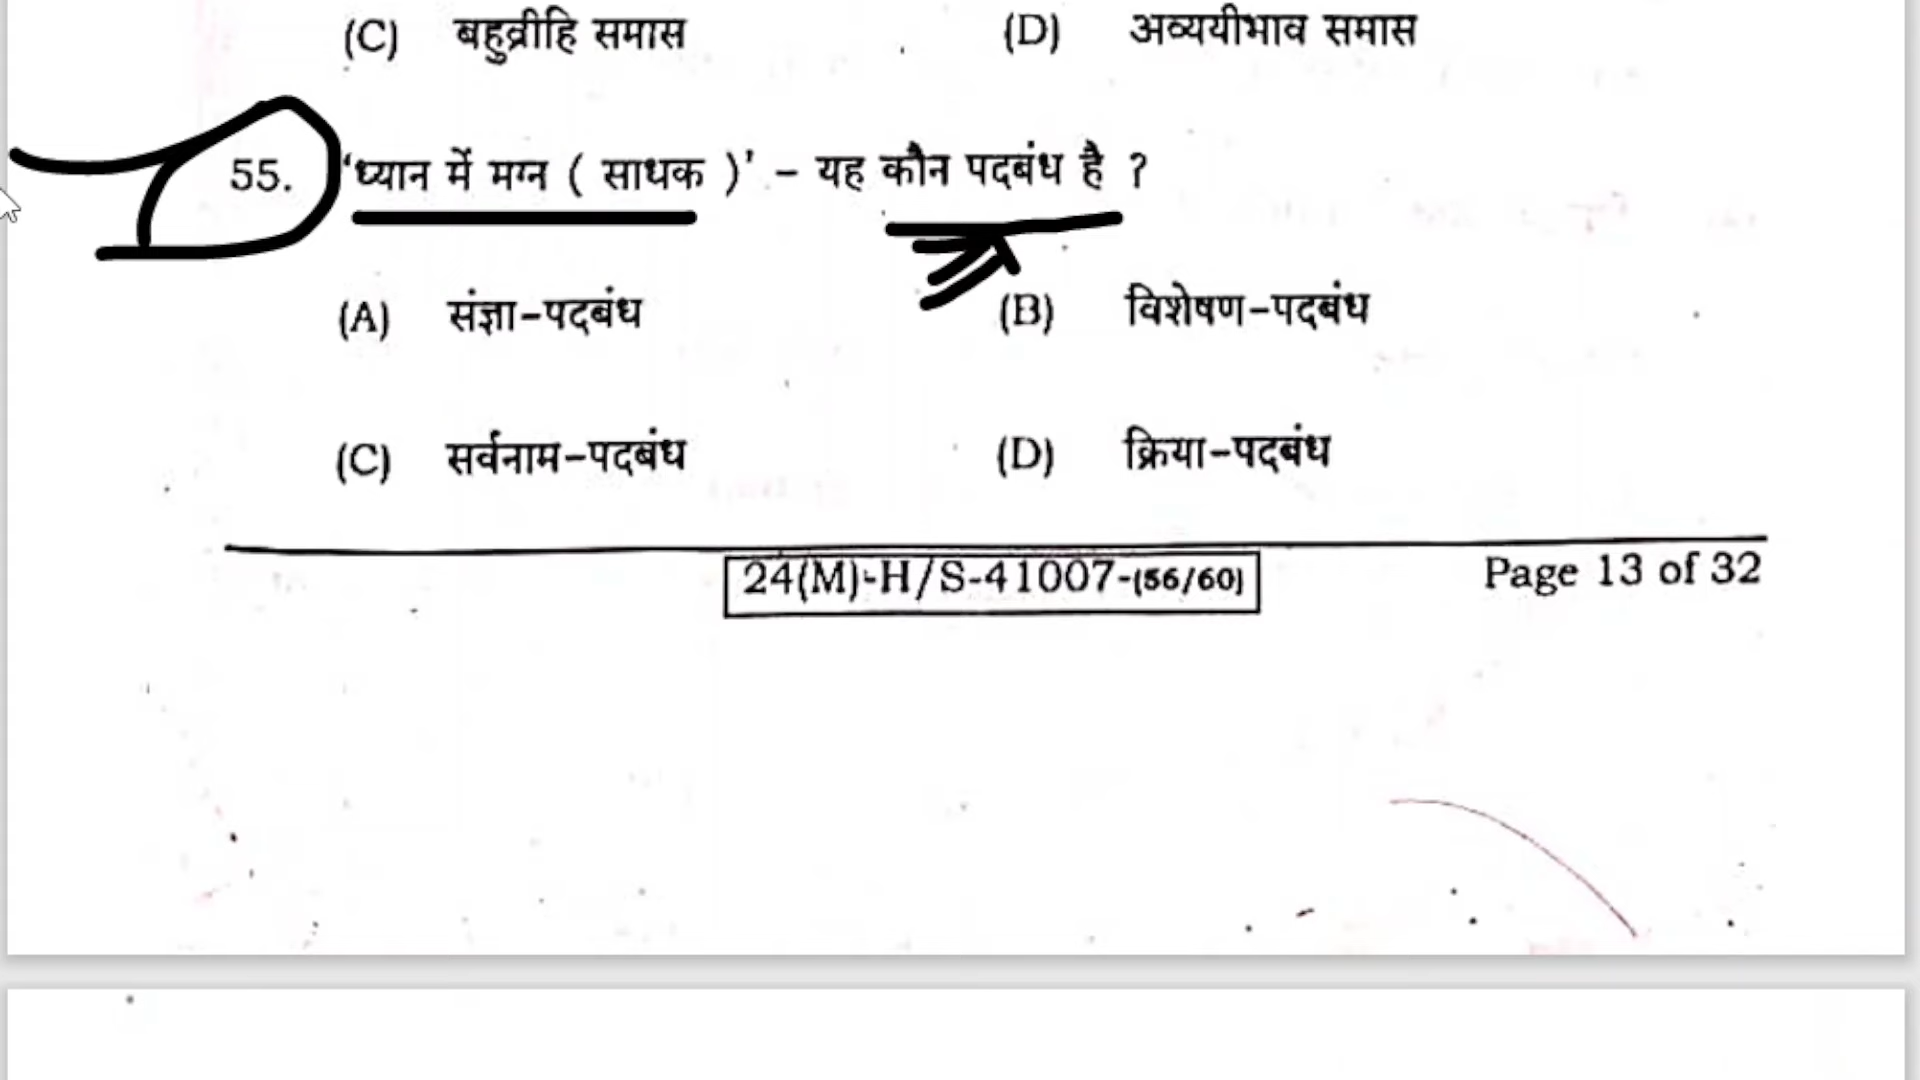 (C) बहुव्रीहि समास (D) अव्ययीभाव समास
55. 'ध्यान में मग्न ( साधक )' – यह कौन पदबंध है ?
(A) संज्ञा-पदबंध (B) विशेषण-पदबंध
(C) सर्वनाम-पदबंध (D) क्रिया-पदबंध
24(M)-H/S-41007-(56/60) Page 13 of 32